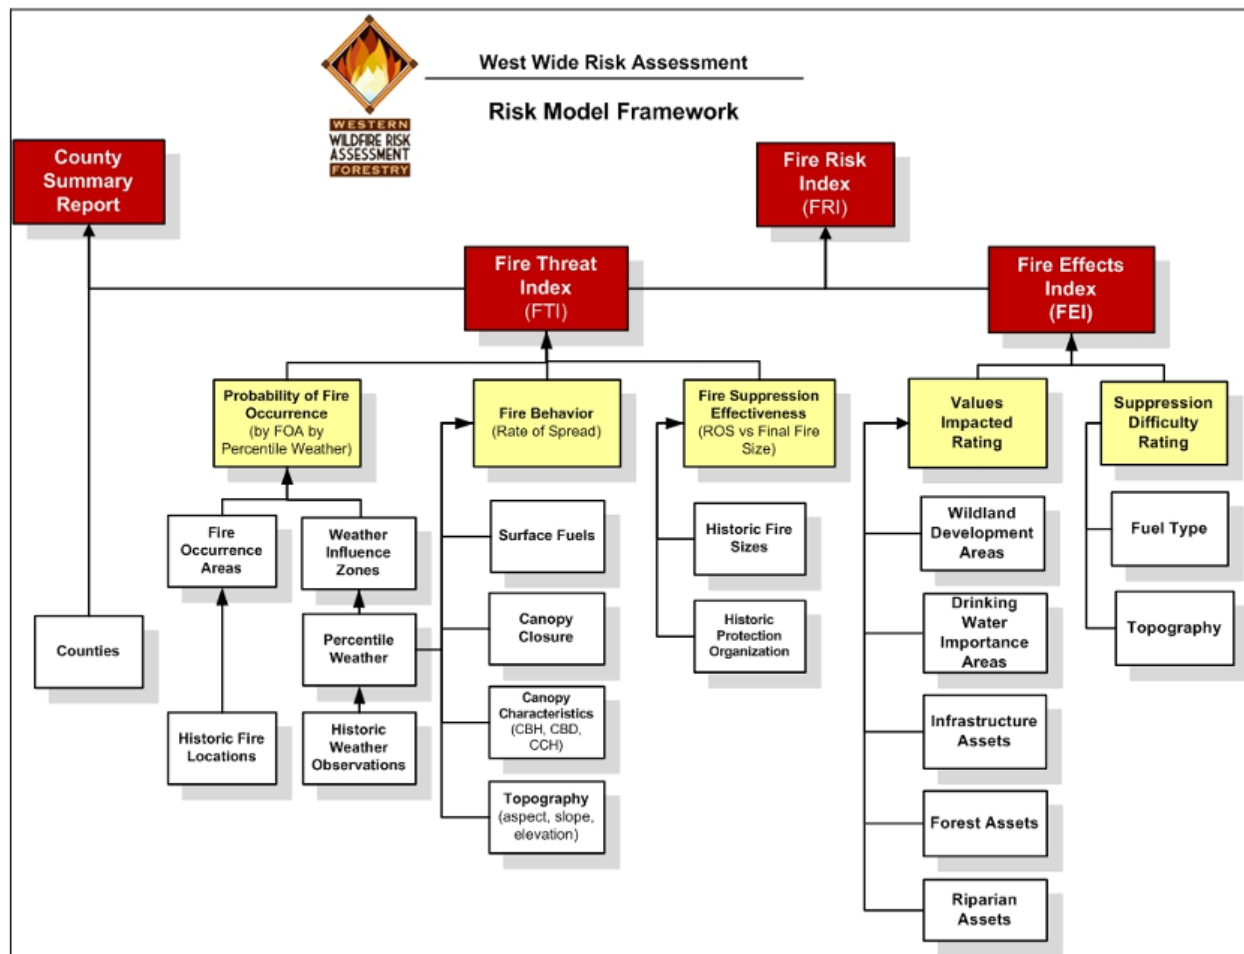 West Wide Risk Assessment
Risk Model Framework
WESTERN
WILDFIRE RISK
ASSESSMENT
FORESTRY
County
Summary
Report
Fire Risk
Index
(FRI)
Fire Threat
Index
(FTI)
Fire Effects
Index
(FEI)
Probability of Fire
Occurrence
(by FOA by
Percentile Weather)
Fire Behavior
(Rate of Spread)
Fire Suppression
Effectiveness
(ROS vs Final Fire
Size)
Values
Impacted
Rating
Suppression
Difficulty
Rating
Fire
Occurrence
Areas
Weather
Influence
Zones
Surface Fuels
Historic Fire
Sizes
Wildland
Development
Areas
Fuel Type
Counties
Percentile
Weather
Canopy
Closure
Historic
Protection
Organization
Drinking
Water
Importance
Areas
Topography
Historic Fire
Locations
Historic
Weather
Observations
Canopy
Characteristics
(CBH, CBD,
CCH)
Infrastructure
Assets
Topography
(aspect, slope,
elevation)
Forest Assets
Riparian
Assets